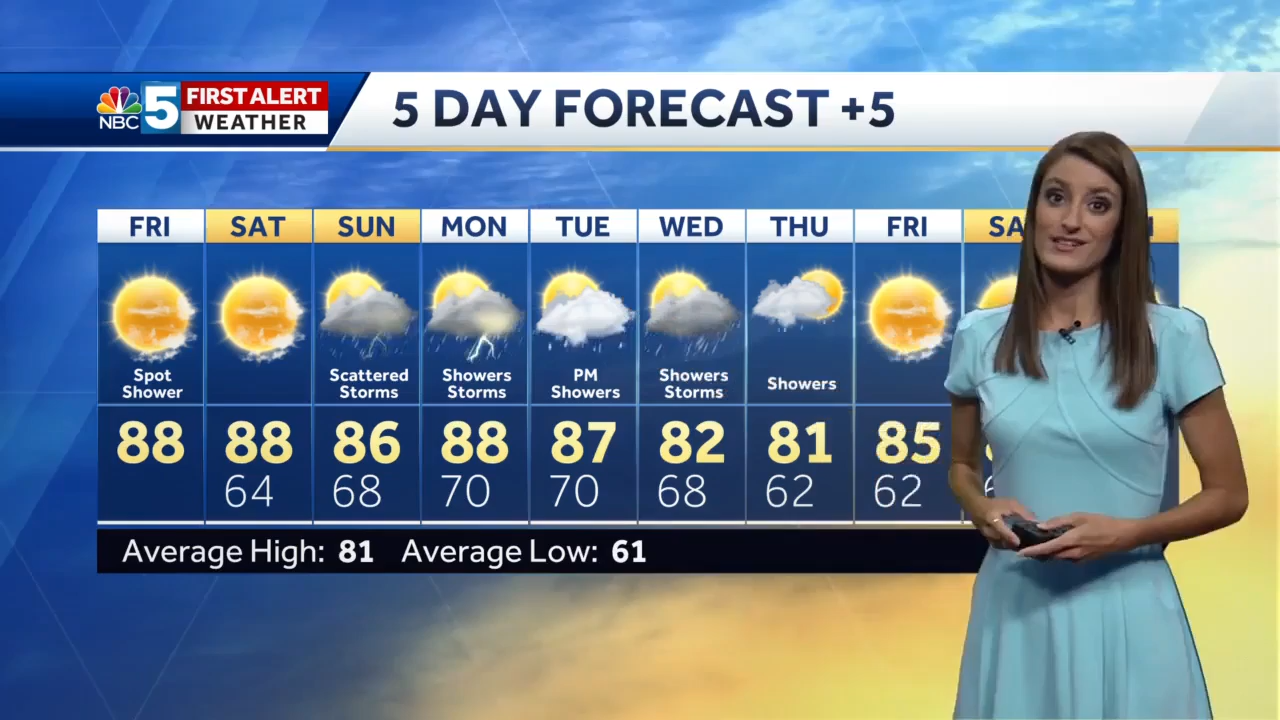 NBC 5 FIRST ALERT WEATHER
5 DAY FORECAST +5
FRI SAT SUN MON TUE WED THU FRI
Spot Shower
Scattered Storms
Showers Storms
PM Showers
Showers Storms
Showers
88 88 86 88 87 82 81 85
64 68 70 70 68 62 62
Average High: 81 Average Low: 61